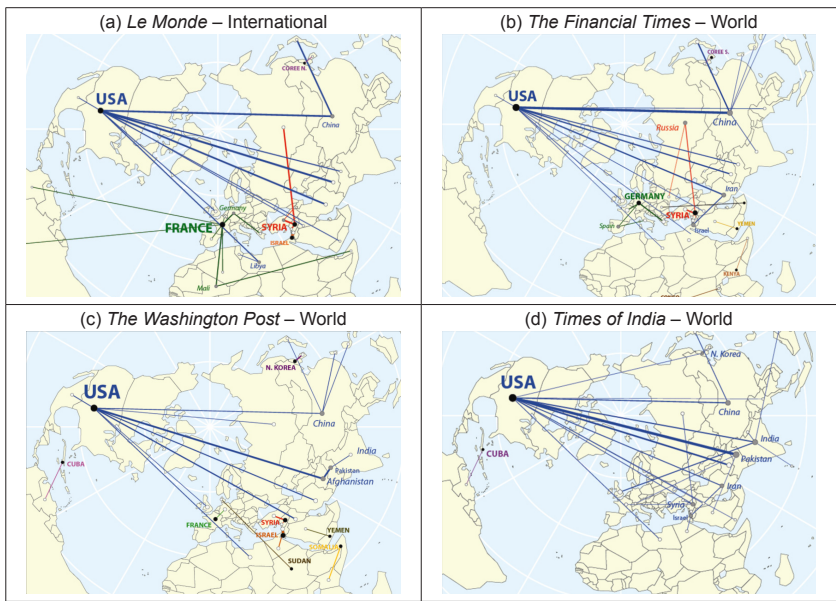 (a) Le Monde – International
COREE N.
USA
China
Germany
FRANCE
SYRIA
ISRAEL
Libya
Mali
(b) The Financial Times – World
COREE S.
USA
China
Russia
Iran
GERMANY
SYRIA
Spain
Israel
YEMEN
KENYA
(c) The Washington Post – World
N. KOREA
USA
China
India
Pakistan
Afghanistan
CUBA
FRANCE
SYRIA
YEMEN
ISRAEL
SUDAN
(d) Times of India – World
N. Korea
USA
China
India
CUBA
Pakistan
Iran
Syria
Israel